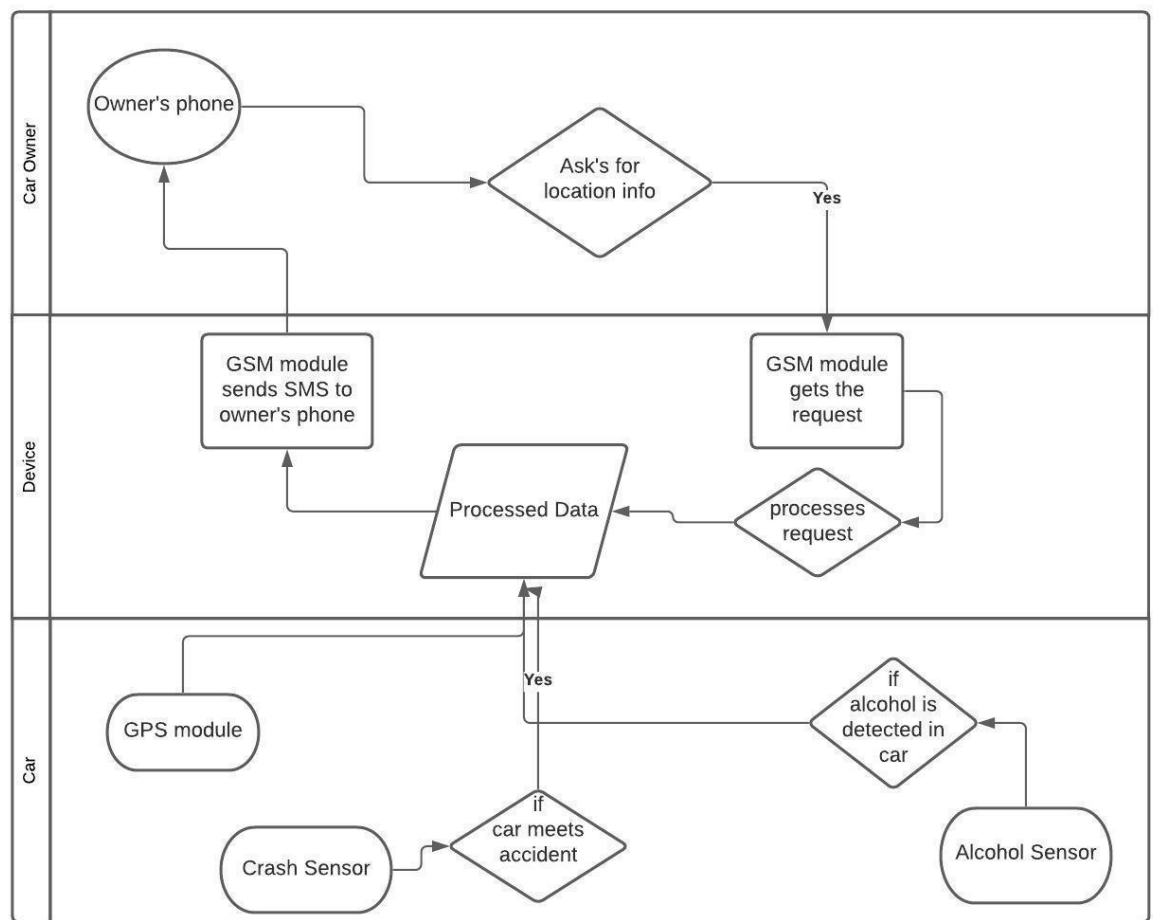 Car Owner
Owner's phone
Ask's for
location info
Yes
Device
GSM module
sends SMS to
owner's phone
GSM module
gets the
request
Processed Data
processes
request
Car
Yes
GPS module
if
alcohol is
detected in
car
if
car meets
accident
Crash Sensor
Alcohol Sensor